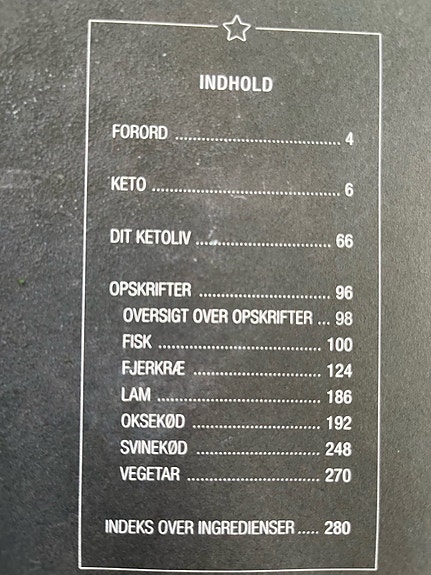 INDHOLD
FORORD ........................................ 4
KETO ............................................ 6
DIT KETOLIV ................................ 66
OPSKRIFTER ............................. 96
OVERSIGT OVER OPSKRIFTER ... 98
FISK ...................................... 100
FJERKRÆ ............................... 124
LAM ...................................... 186
OKSEKØD .............................. 192
SVINEKØD .............................. 248
VEGETAR ............................... 270
INDEKS OVER INGREDIENSER ..... 280